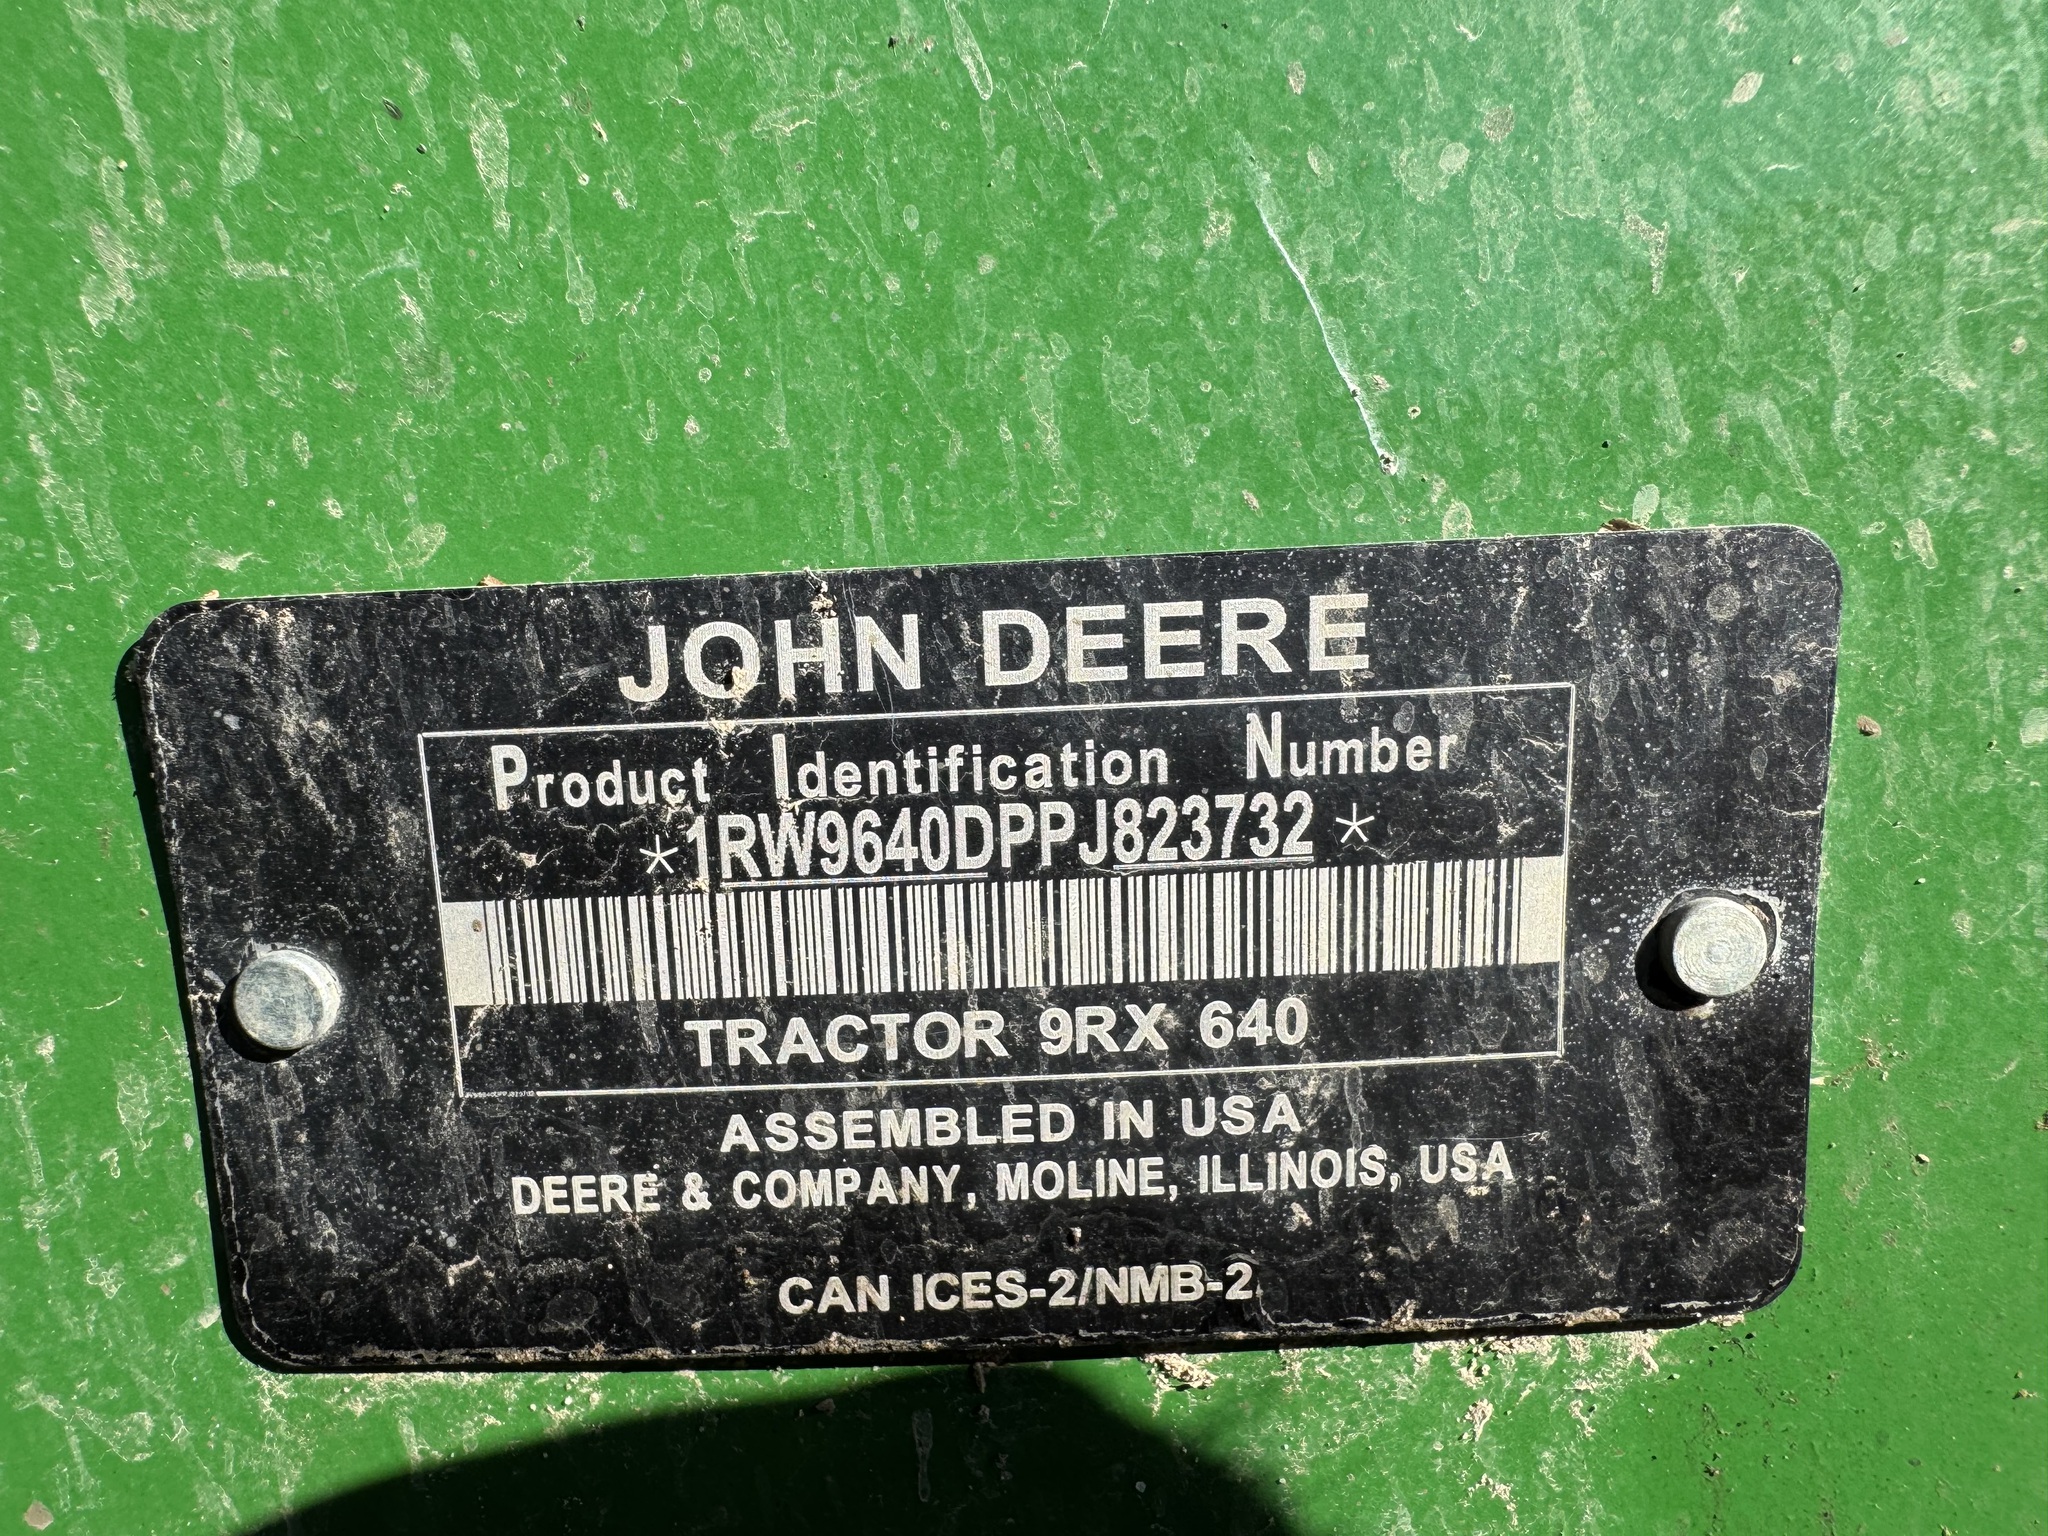 JOHN DEERE
Product Identification Number
*1RW9640DPPJ823732*
TRACTOR 9RX 640
ASSEMBLED IN USA
DEERE & COMPANY, MOLINE, ILLINOIS, USA
CAN ICES-2/NMB-2